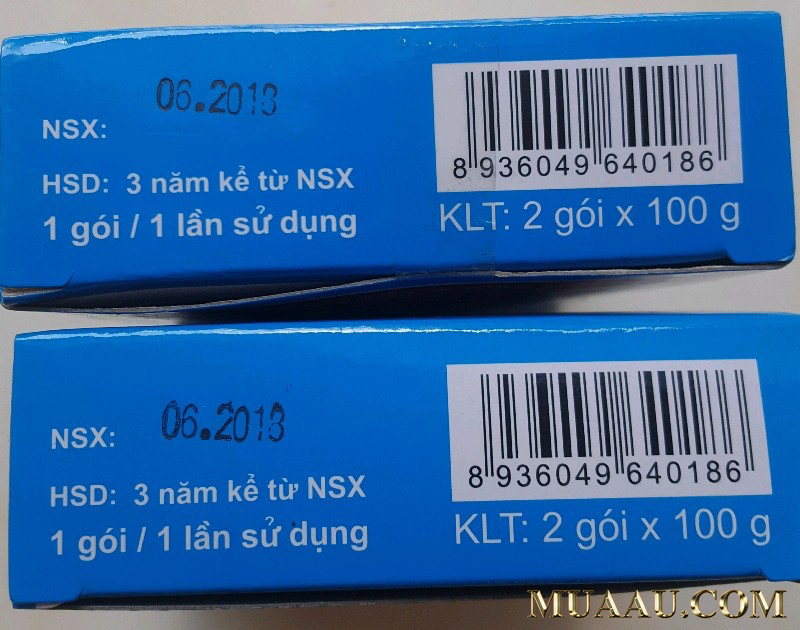 06.2018
NSX:
HSD: 3 năm kể từ NSX
1 gói / 1 lần sử dụng
8 936049 640186
KLT: 2 gói x 100 g
06.2018
NSX:
HSD: 3 năm kể từ NSX
1 gói / 1 lần sử dụng
8 936049 640186
KLT: 2 gói x 100 g
MUAAU.COM